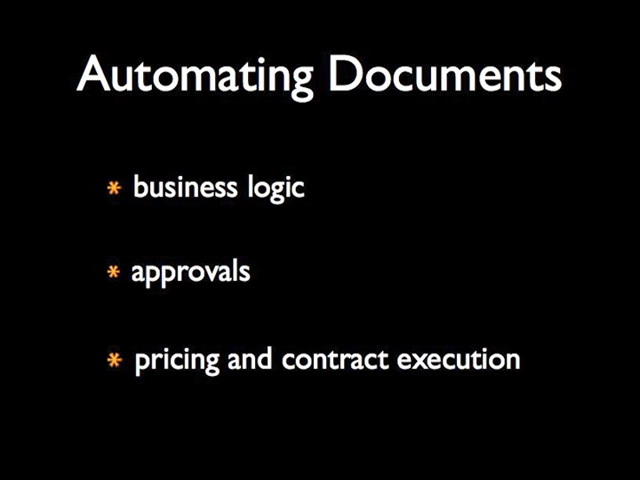 Automating Documents
* business logic
* approvals
* pricing and contract execution